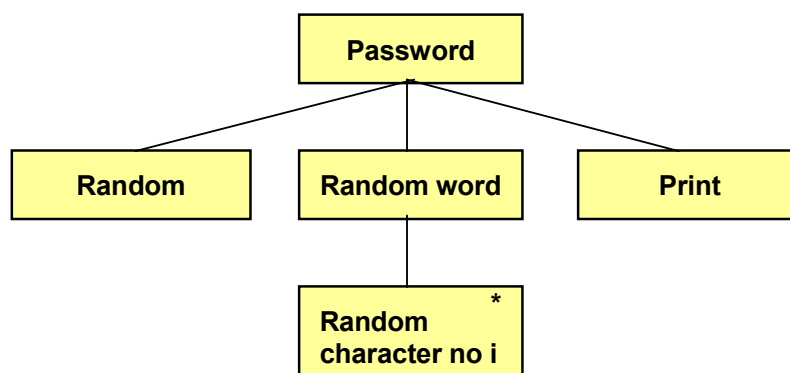 Password
Random
Random word
Print
*
Random
character no i